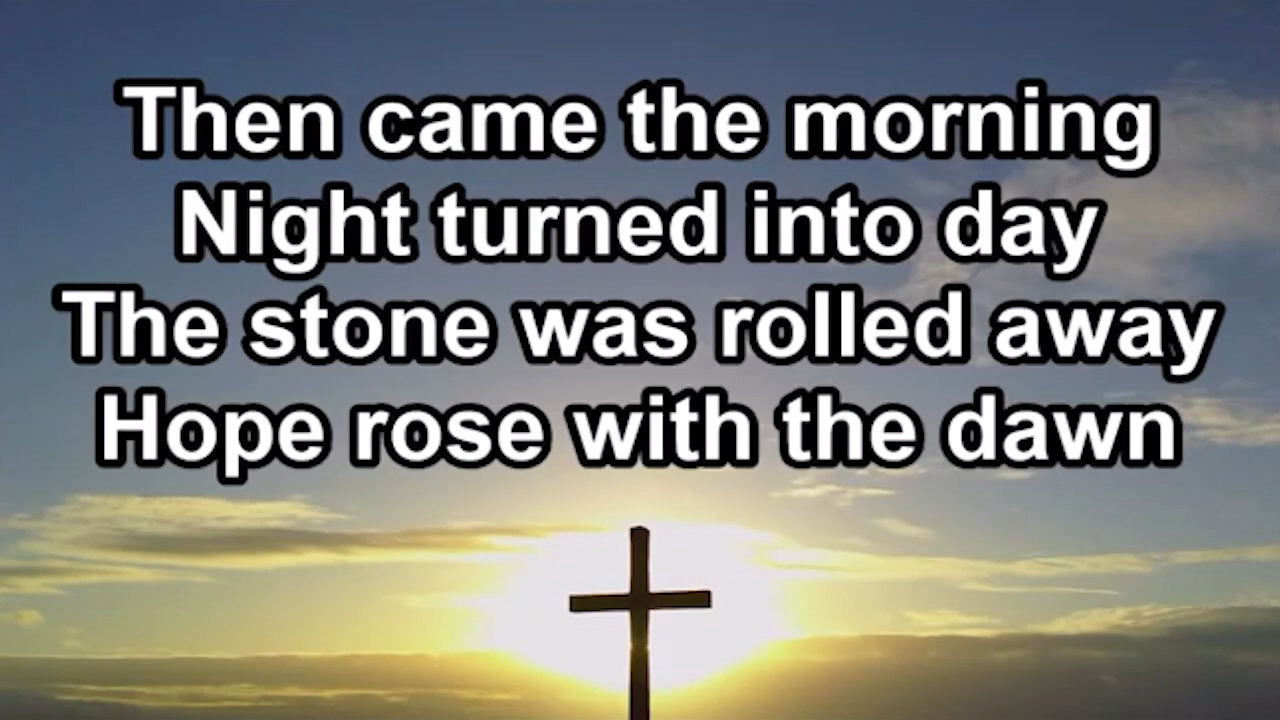 Then came the morning
Night turned into day
The stone was rolled away
Hope rose with the dawn